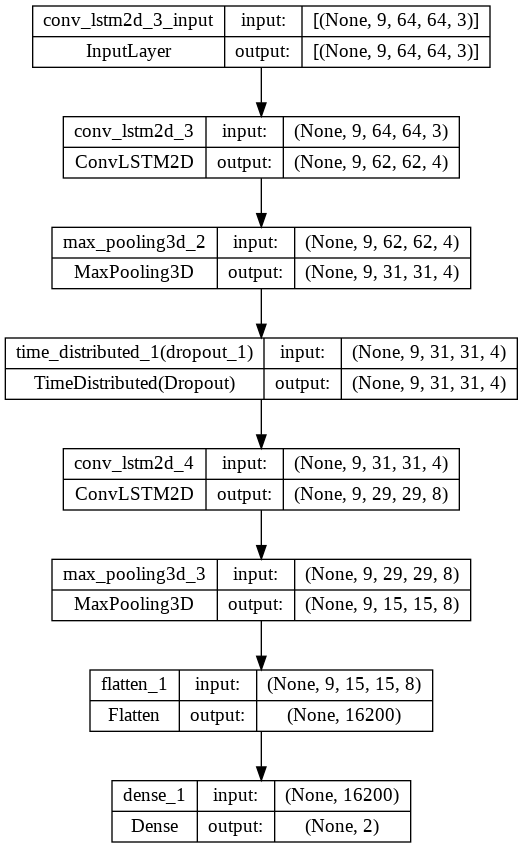 conv_lstm2d_3_input input: [(None, 9, 64, 64, 3)]
InputLayer output: [(None, 9, 64, 64, 3)]
conv_lstm2d_3 input: (None, 9, 64, 64, 3)
ConvLSTM2D output: (None, 9, 62, 62, 4)
max_pooling3d_2 input: (None, 9, 62, 62, 4)
MaxPooling3D output: (None, 9, 31, 31, 4)
time_distributed_1(dropout_1) input: (None, 9, 31, 31, 4)
TimeDistributed(Dropout) output: (None, 9, 31, 31, 4)
conv_lstm2d_4 input: (None, 9, 31, 31, 4)
ConvLSTM2D output: (None, 9, 29, 29, 8)
max_pooling3d_3 input: (None, 9, 29, 29, 8)
MaxPooling3D output: (None, 9, 15, 15, 8)
flatten_1 input: (None, 9, 15, 15, 8)
Flatten output: (None, 16200)
dense_1 input: (None, 16200)
Dense output: (None, 2)